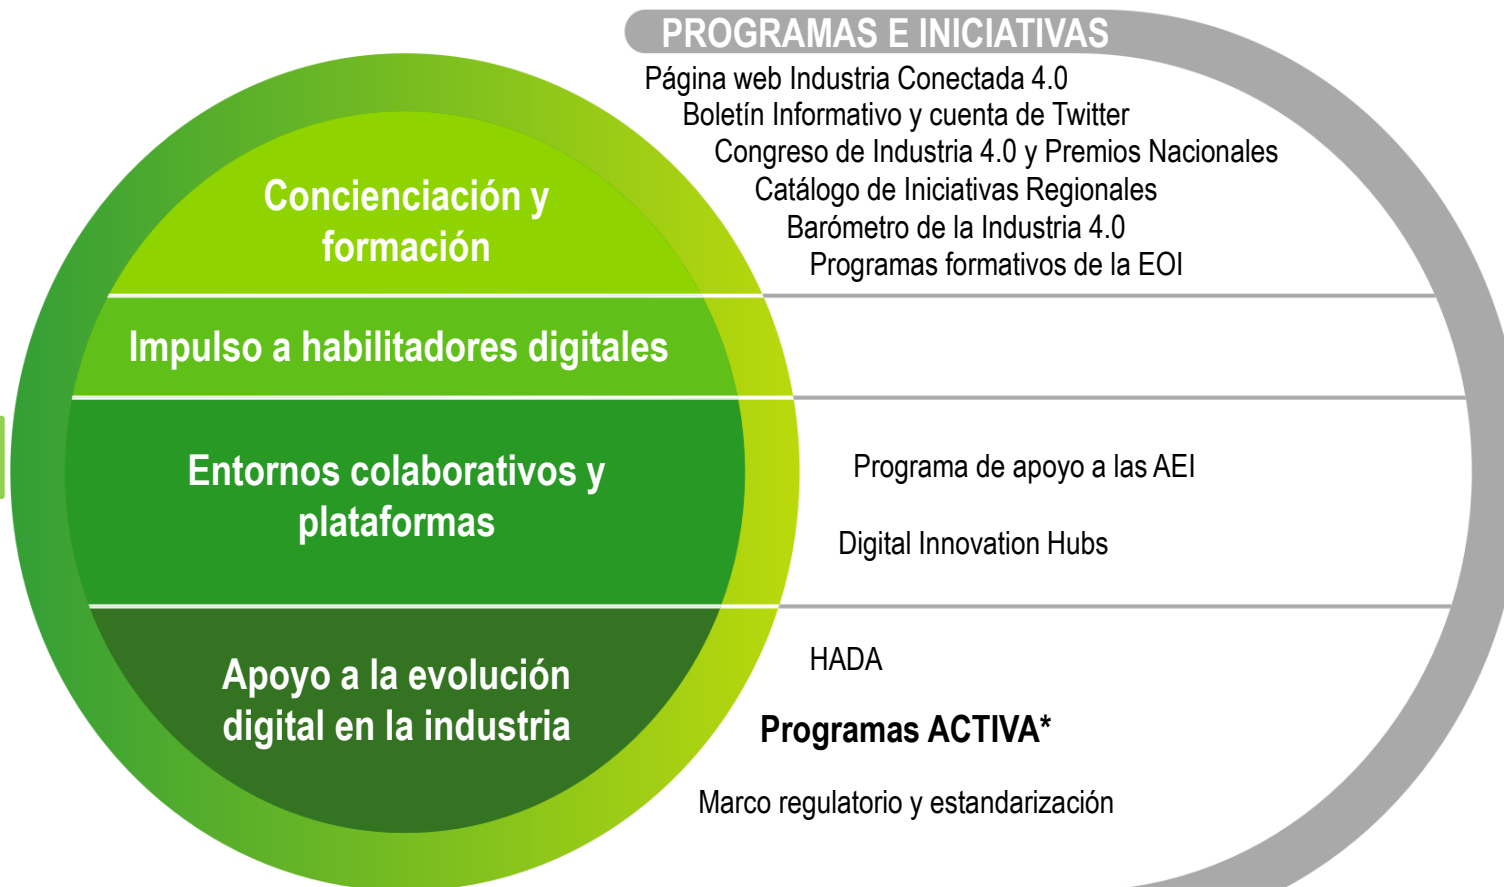 PROGRAMAS E INICIATIVAS
Página web Industria Conectada 4.0
Boletín Informativo y cuenta de Twitter
Congreso de Industria 4.0 y Premios Nacionales
Catálogo de Iniciativas Regionales
Barómetro de la Industria 4.0
Programas formativos de la EOI
Concienciación y
formación
Impulso a habilitadores digitales
Entornos colaborativos y
plataformas
Programa de apoyo a las AEI
Digital Innovation Hubs
Apoyo a la evolución
digital en la industria
HADA
Programas ACTIVA*
Marco regulatorio y estandarización